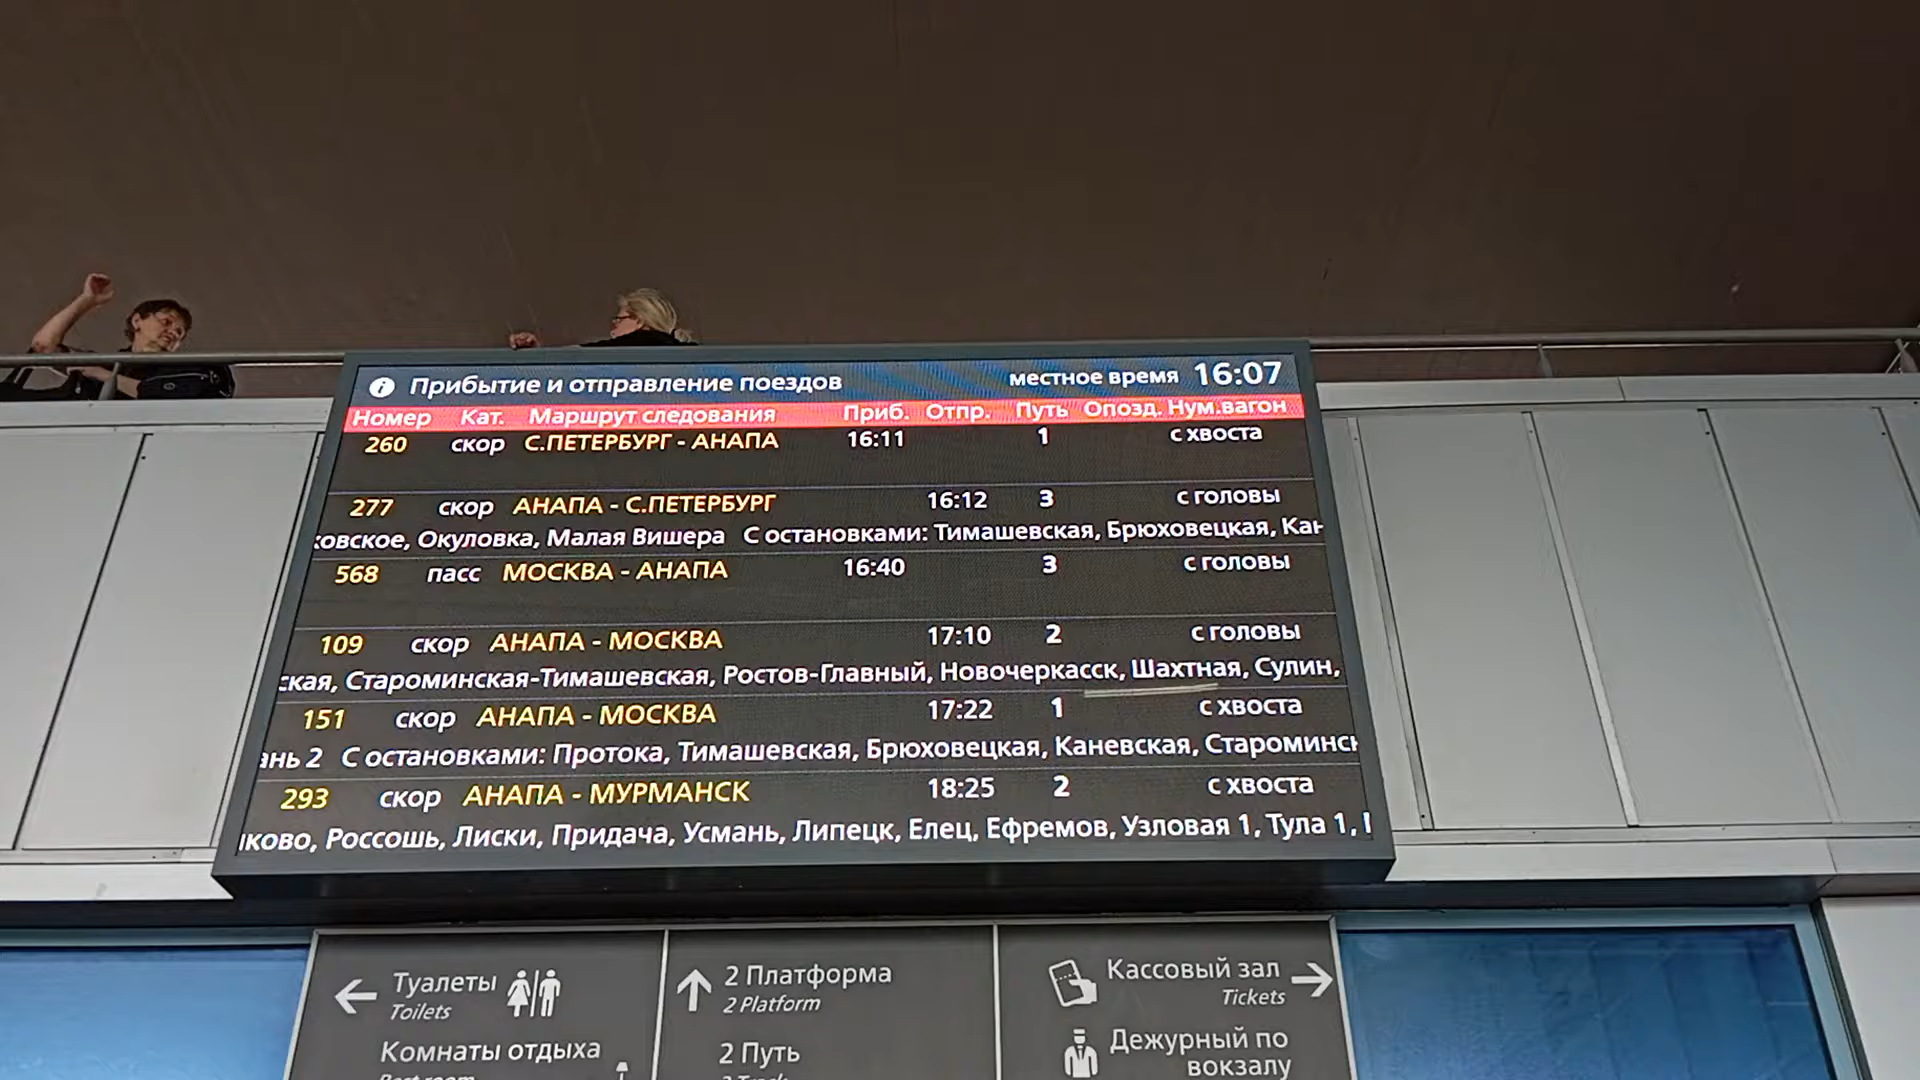 Прибытие и отправление поездов местное время 16:07
Номер Кат. Маршрут следования Приб. Отпр. Путь Опозд. Нум.вагон
260 скор С.ПЕТЕРБУРГ - АНАПА 16:11 1 с хвоста
277 скор АНАПА - С.ПЕТЕРБУРГ 16:12 3 с головы
ковское, Окуловка, Малая Вишера С остановками: Тимашевская, Брюховецкая, Кан
568 пасс МОСКВА - АНАПА 16:40 3 с головы
109 скор АНАПА - МОСКВА 17:10 2 с головы
ская, Староминская-Тимашевская, Ростов-Главный, Новочеркасск, Шахтная, Сулин,
151 скор АНАПА - МОСКВА 17:22 1 с хвоста
ань 2 С остановками: Протока, Тимашевская, Брюховецкая, Каневская, Староминск
293 скор АНАПА - МУРМАНСК 18:25 2 с хвоста
ково, Россошь, Лиски, Придача, Усмань, Липецк, Елец, Ефремов, Узловая 1, Тула 1,
Туалеты
Toilets
Комнаты отдыха
2 Платформа
2 Platform
2 Путь
Кассовый зал
Tickets
Дежурный по
вокзалу